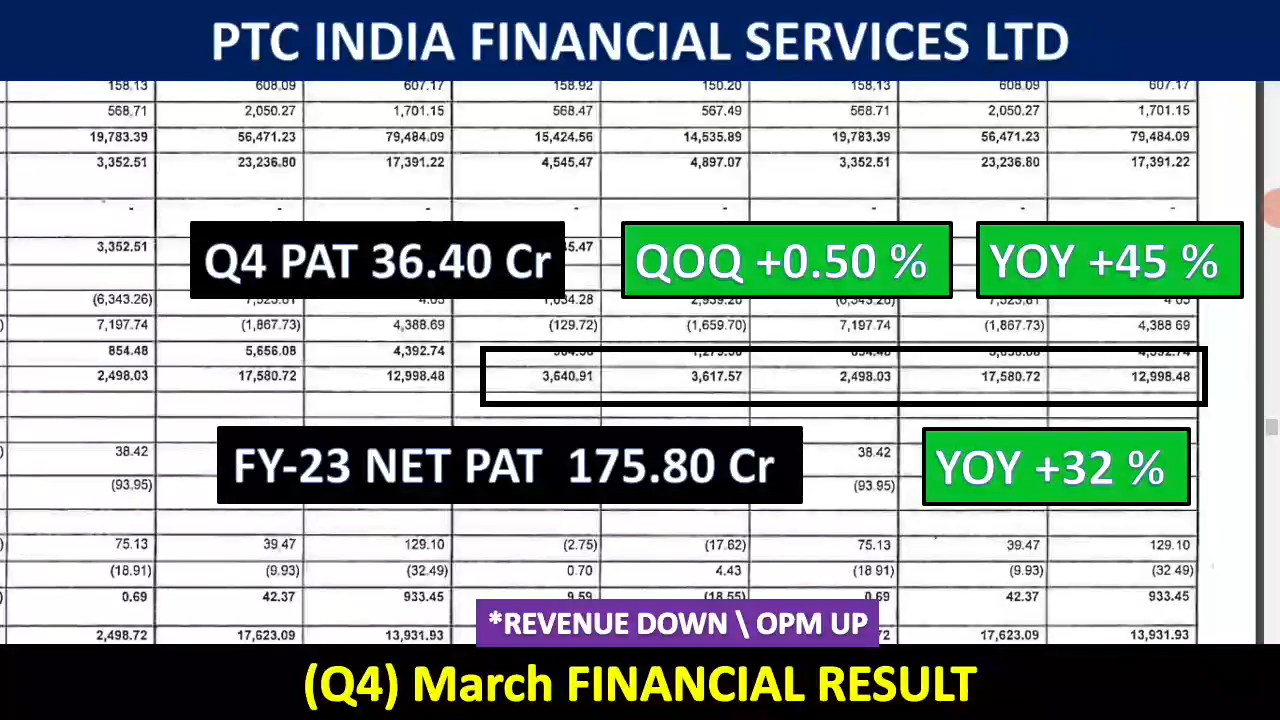 PTC INDIA FINANCIAL SERVICES LTD
158.13 608.09 607.17 158.92 150.20 158.13 608.09 607.17
568.71 2,050.27 1,701.15 568.47 567.49 568.71 2,050.27 1,701.15
19,783.39 56,471.23 79,484.09 15,424.56 14,535.89 19,783.39 56,471.23 79,484.09
3,352.51 23,236.80 17,391.22 4,545.47 4,897.07 3,352.51 23,236.80 17,391.22
- - - - - - - -
3,352.51
Q4 PAT 36.40 Cr QOQ +0.50 % YOY +45 %
(6,343.26)
7,197.74 (1,867.73) 4,388.69 (129.72) (1,659.70) 7,197.74 (1,867.73) 4,388 69
854.48 5,656.08 4,392.74
2,498.03 17,580.72 12,998.48 3,640.91 3,617.57 2,498.03 17,580.72 12,998.48
38.42 38.42
FY-23 NET PAT 175.80 Cr YOY +32 %
(93.95) (93.95)
75.13 39.47 129.10 (2.75) (17.62) 75.13 39.47 129.10
(18.91) (9.93) (32.49) 0.70 4.43 (18 91) (9.93) (32.49)
0.69 42.37 933.45 9.59 (18.55) 0.69 42.37 933.45
*REVENUE DOWN \ OPM UP
2,498.72 17,623.09 13,931.93 72 17,623.09 13,931.93
(Q4) March FINANCIAL RESULT